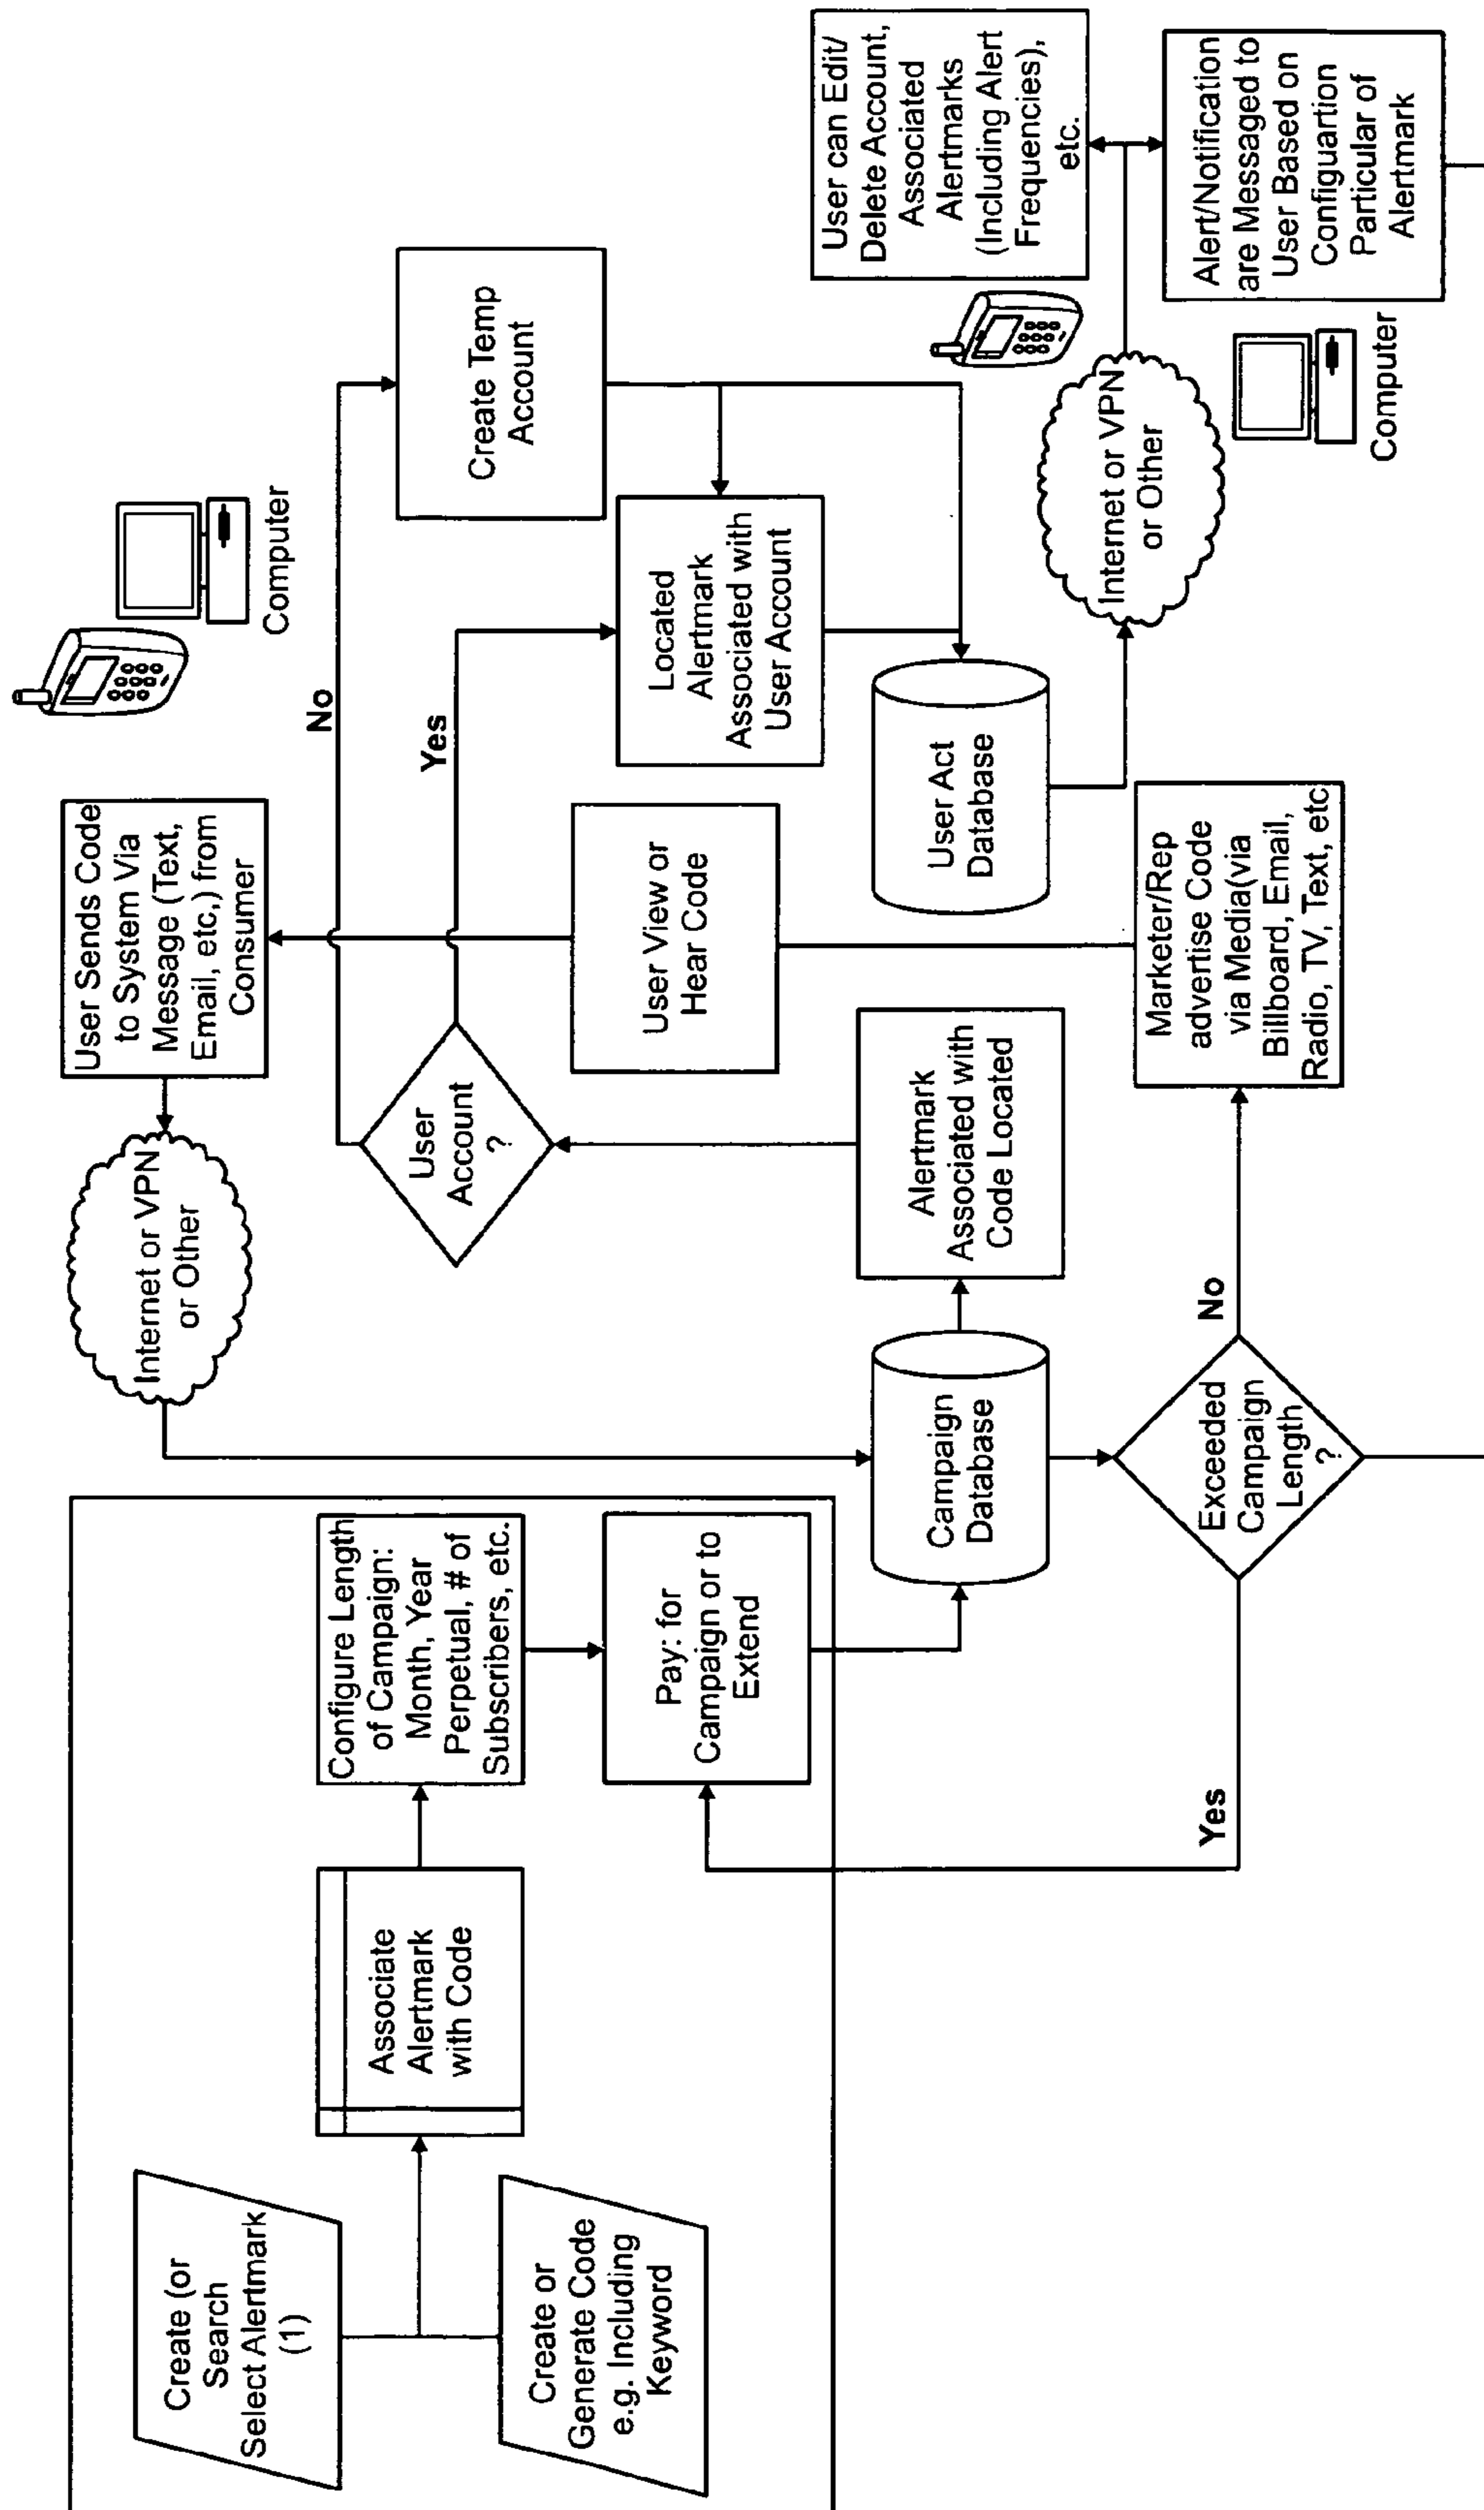 Create (or
Search
Select Alertmark
(1)
Create or
Generate Code
e.g. Including
Keyword
Associate
Alertmark
with Code
Configure Length
of Campaign:
Month, Year
Perpetual, # of
Subscribers, etc.
Pay: for
Campaign or to
Extend
Yes
Campaign
Database
Exceeded
Campaign
Length
?
No
Internet or VPN
or Other
User Sends Code
to System Via
Message (Text,
Email, etc,) from
Consumer
User
Account
?
Alertmark
Associated with
Code Located
User View or
Hear Code
Marketer/Rep
advertise Code
via Media(via
Billboard, Email,
Radio, TV, Text, etc
No
Yes
Computer
Located
Alertmark
Associated with
User Account
Create Temp
Account
User Act
Database
Internet or VPN
or Other
Computer
User can Edit/
Delete Account,
Associated
Alertmarks
(Including Alert
Frequencies),
etc.
Alert/Notification
are Messaged to
User Based on
Configuartion
Particular of
Alertmark